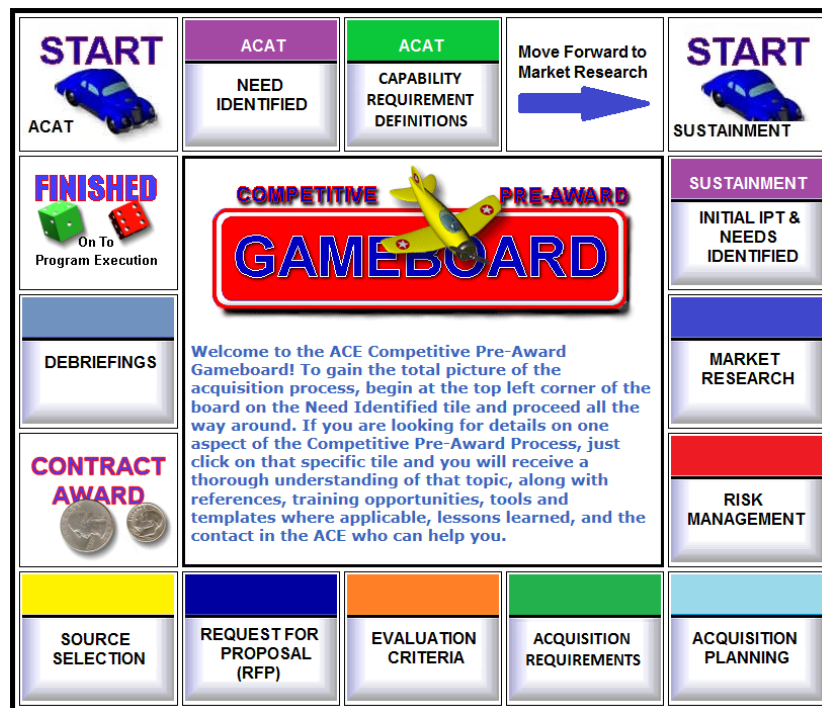 START
ACAT
ACAT
NEED
IDENTIFIED
ACAT
CAPABILITY
REQUIREMENT
DEFINITIONS
Move Forward to
Market Research
START
SUSTAINMENT
FINISHED
On To
Program Execution
COMPETITIVE PRE-AWARD
GAMEBOARD
SUSTAINMENT
INITIAL IPT &
NEEDS
IDENTIFIED
DEBRIEFINGS
Welcome to the ACE Competitive Pre-Award
Gameboard! To gain the total picture of the
acquisition process, begin at the top left corner of the
board on the Need Identified tile and proceed all the
way around. If you are looking for details on one
aspect of the Competitive Pre-Award Process, just
click on that specific tile and you will receive a
thorough understanding of that topic, along with
references, training opportunities, tools and
templates where applicable, lessons learned, and the
contact in the ACE who can help you.
MARKET
RESEARCH
CONTRACT
AWARD
RISK
MANAGEMENT
SOURCE
SELECTION
REQUEST FOR
PROPOSAL
(RFP)
EVALUATION
CRITERIA
ACQUISITION
REQUIREMENTS
ACQUISITION
PLANNING